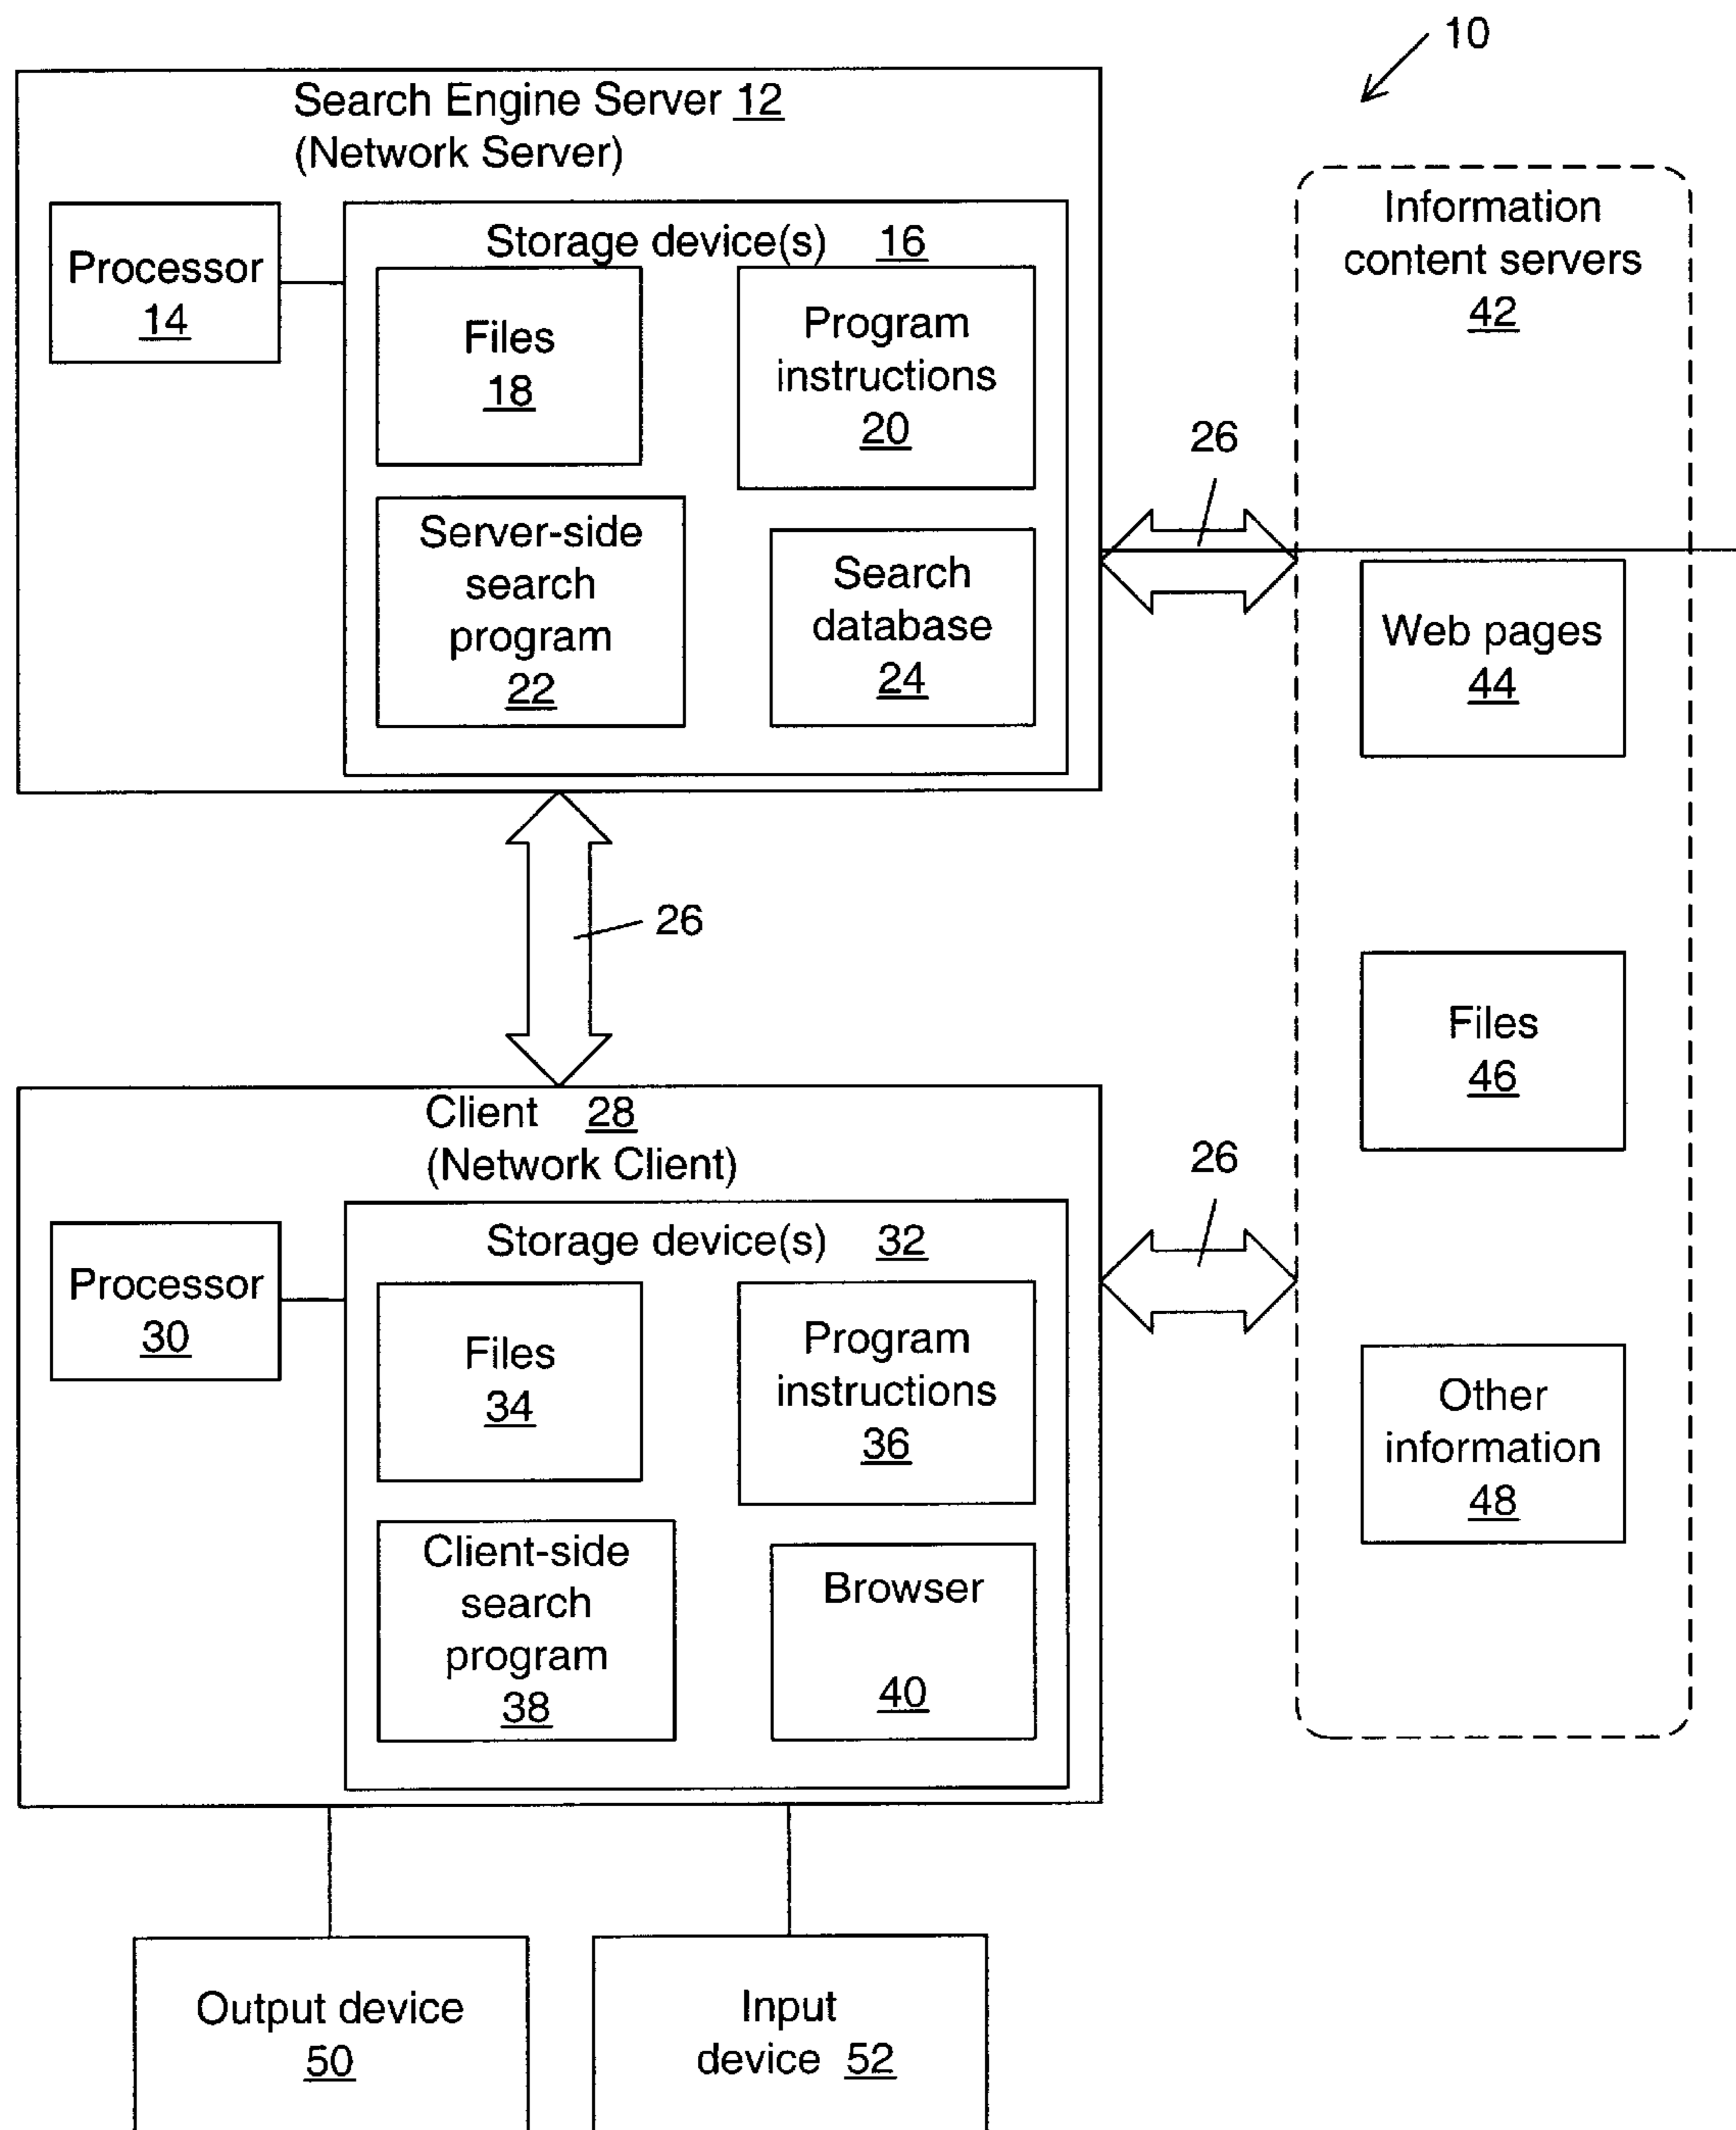 10
Search Engine Server 12
(Network Server)
Processor
14
Storage device(s) 16
Files
18
Program
instructions
20
Server-side
search
program
22
Search
database
24
26
Information
content servers
42
Web pages
44
Files
46
Other
information
48
26
Client 28
(Network Client)
Processor
30
Storage device(s) 32
Files
34
Program
instructions
36
Client-side
search
program
38
Browser
40
26
Output device
50
Input
device 52